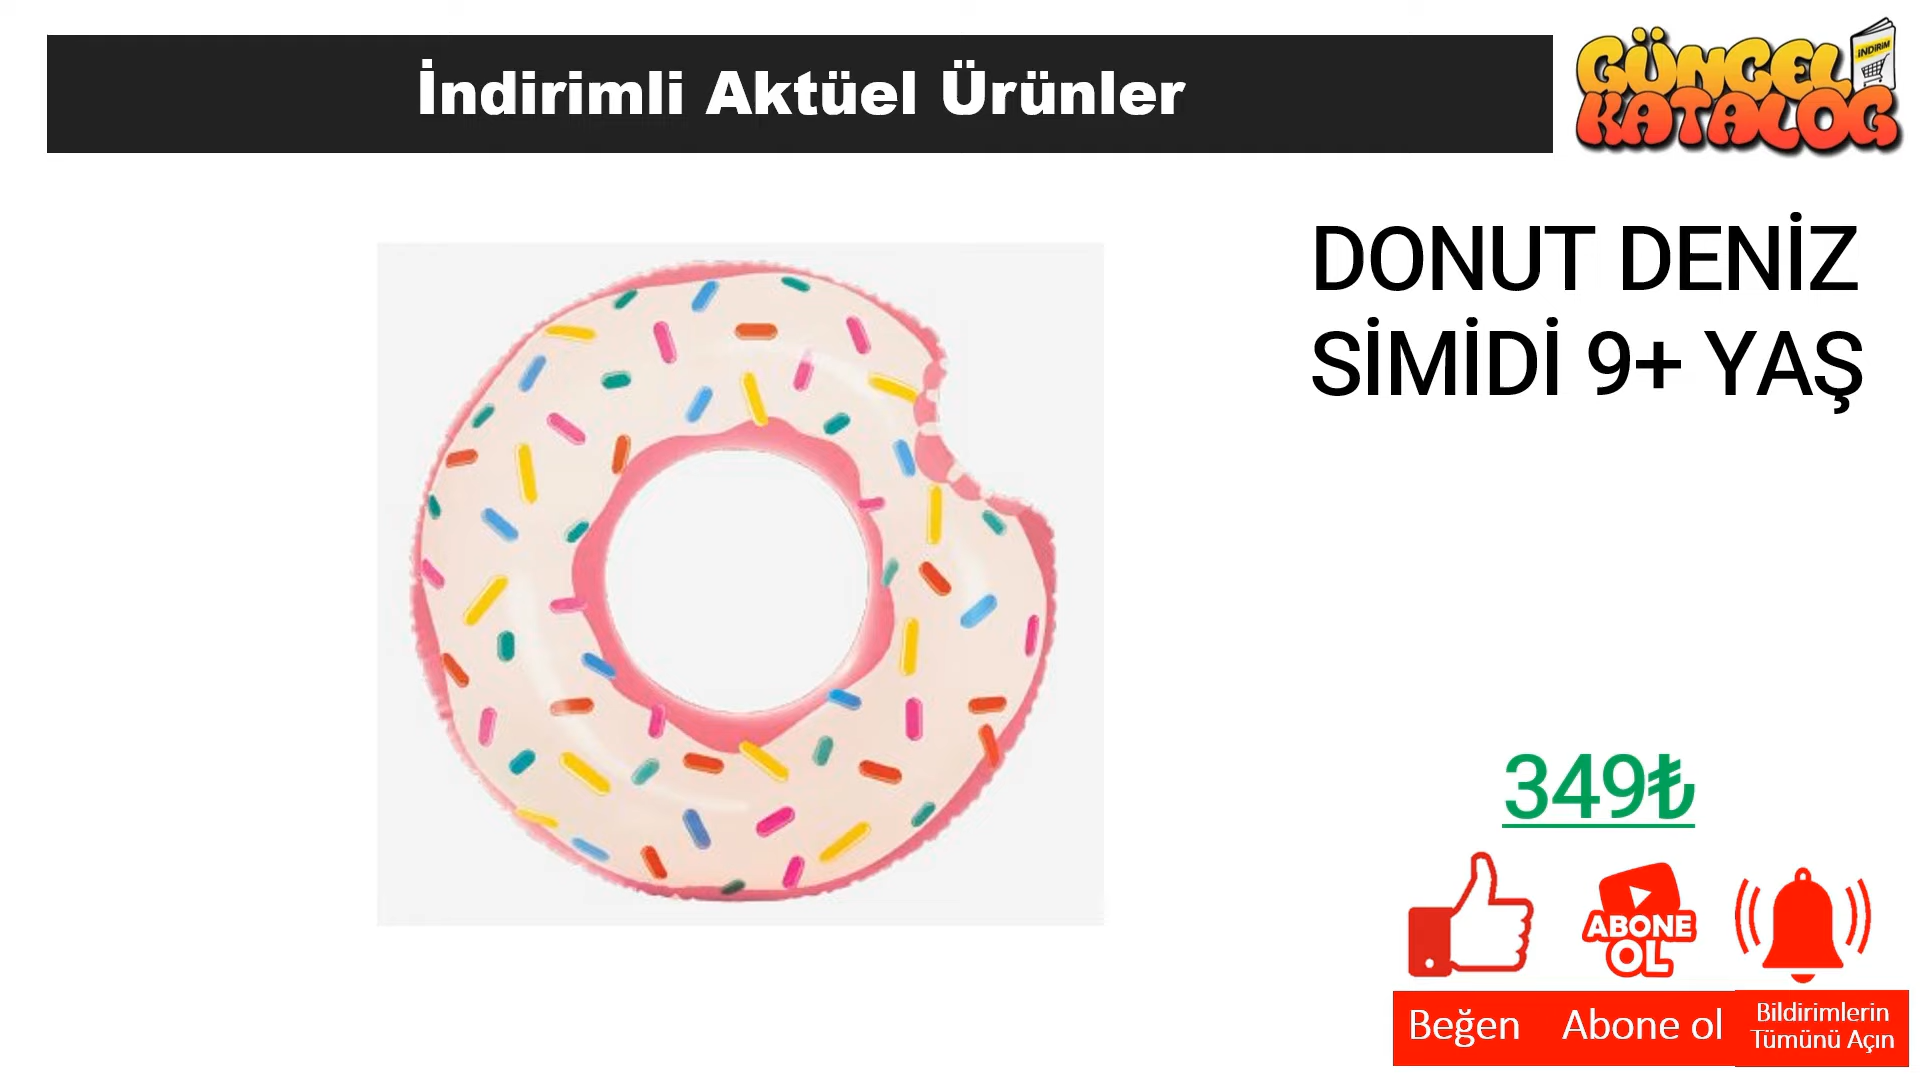 İndirimli Aktüel Ürünler
GÜNCEL
KATALOG
İNDİRİM
DONUT DENİZ
SİMİDİ 9+ YAŞ
349₺
ABONE
OL
Beğen
Abone ol
Bildirimlerin
Tümünü Açın